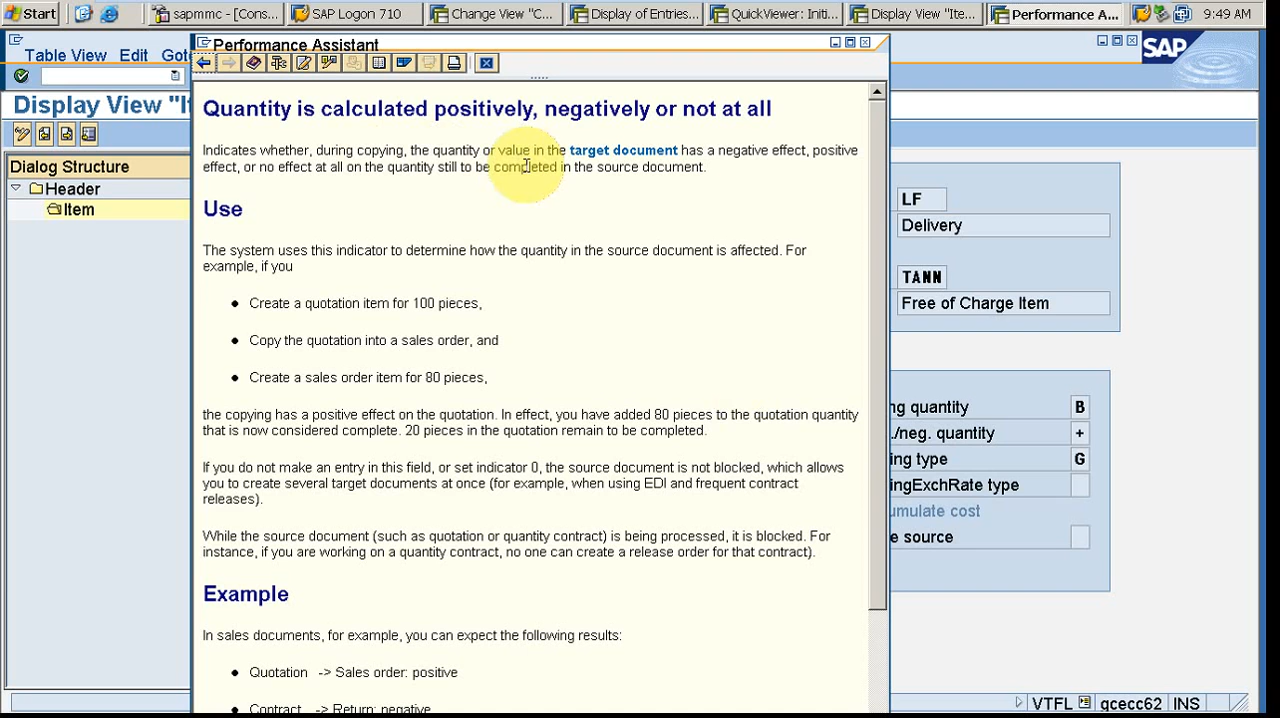 Start
sapmmc - [Cons...
SAP Logon 710
Change View "C...
Display of Entries...
QuickViewer: Initi...
Display View "Ite...
Performance A...
9:49 AM
Table View Edit Goto
Performance Assistant
SAP
Display View "It
Dialog Structure
Header
Item
Quantity is calculated positively, negatively or not at all
Indicates whether, during copying, the quantity or value in the target document has a negative effect, positive
effect, or no effect at all on the quantity still to be completed in the source document.
Use
The system uses this indicator to determine how the quantity in the source document is affected. For
example, if you
Create a quotation item for 100 pieces,
Copy the quotation into a sales order, and
Create a sales order item for 80 pieces,
the copying has a positive effect on the quotation. In effect, you have added 80 pieces to the quotation quantity
that is now considered complete. 20 pieces in the quotation remain to be completed.
If you do not make an entry in this field, or set indicator 0, the source document is not blocked, which allows
you to create several target documents at once (for example, when using EDI and frequent contract
releases).
While the source document (such as quotation or quantity contract) is being processed, it is blocked. For
instance, if you are working on a quantity contract, no one can create a release order for that contract).
Example
In sales documents, for example, you can expect the following results:
Quotation -> Sales order: positive
Contract -> Return: negative
LF
Delivery
TANN
Free of Charge Item
ng quantity B
./neg. quantity +
ing type G
ingExchRate type
umulate cost
e source
VTFL qcecc62 INS